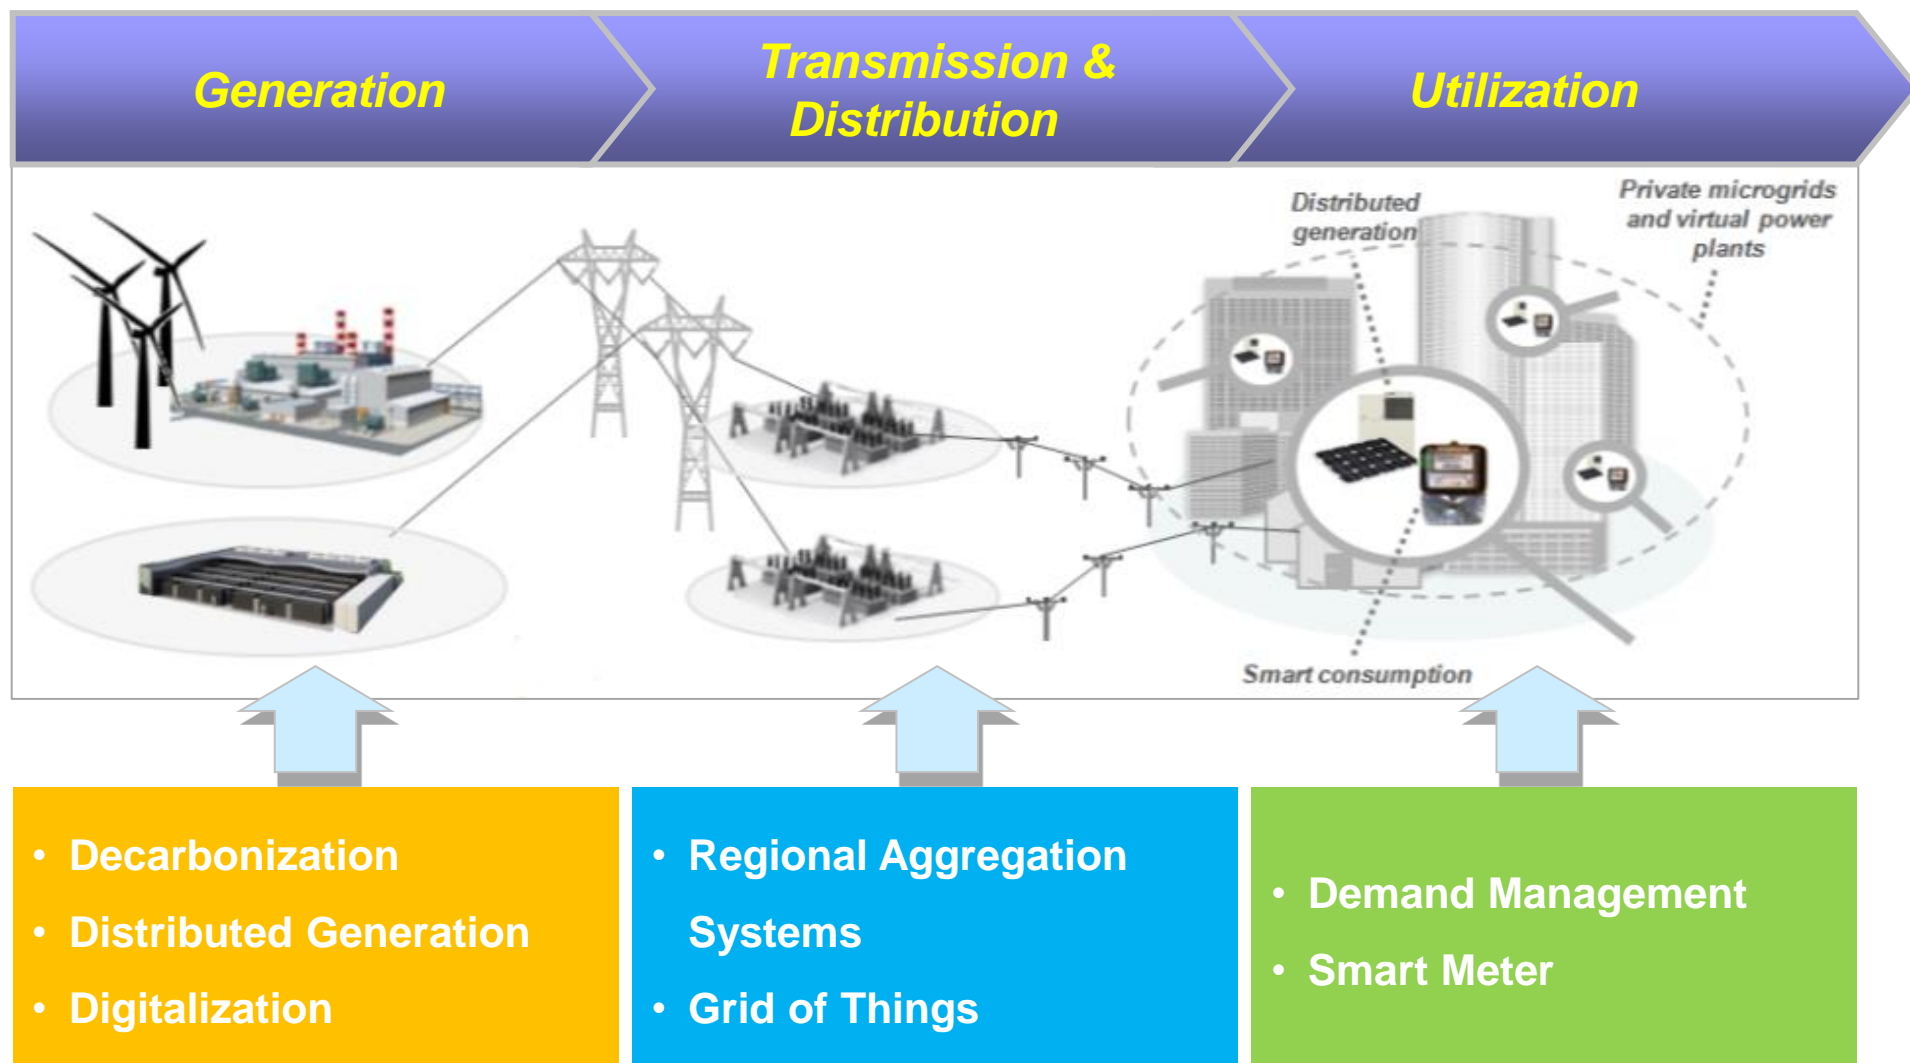 Generation
Transmission &
Distribution
Utilization
Distributed
generation
Private microgrids
and virtual power
plants
Smart consumption
• Decarbonization
• Distributed Generation
• Digitalization
• Regional Aggregation
Systems
• Grid of Things
• Demand Management
• Smart Meter